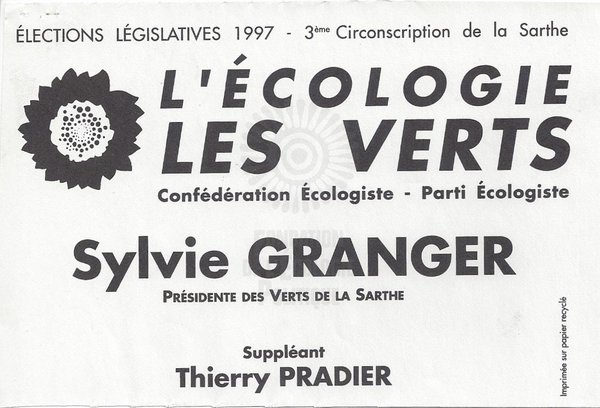 ÉLECTIONS LÉGISLATIVES 1997 - 3ème Circonscription de la Sarthe
L'ÉCOLOGIE
LES VERTS
Confédération Écologiste - Parti Écologiste
Sylvie GRANGER
PRÉSIDENTE DES VERTS DE LA SARTHE
Suppléant
Thierry PRADIER
Imprimée sur papier recyclé